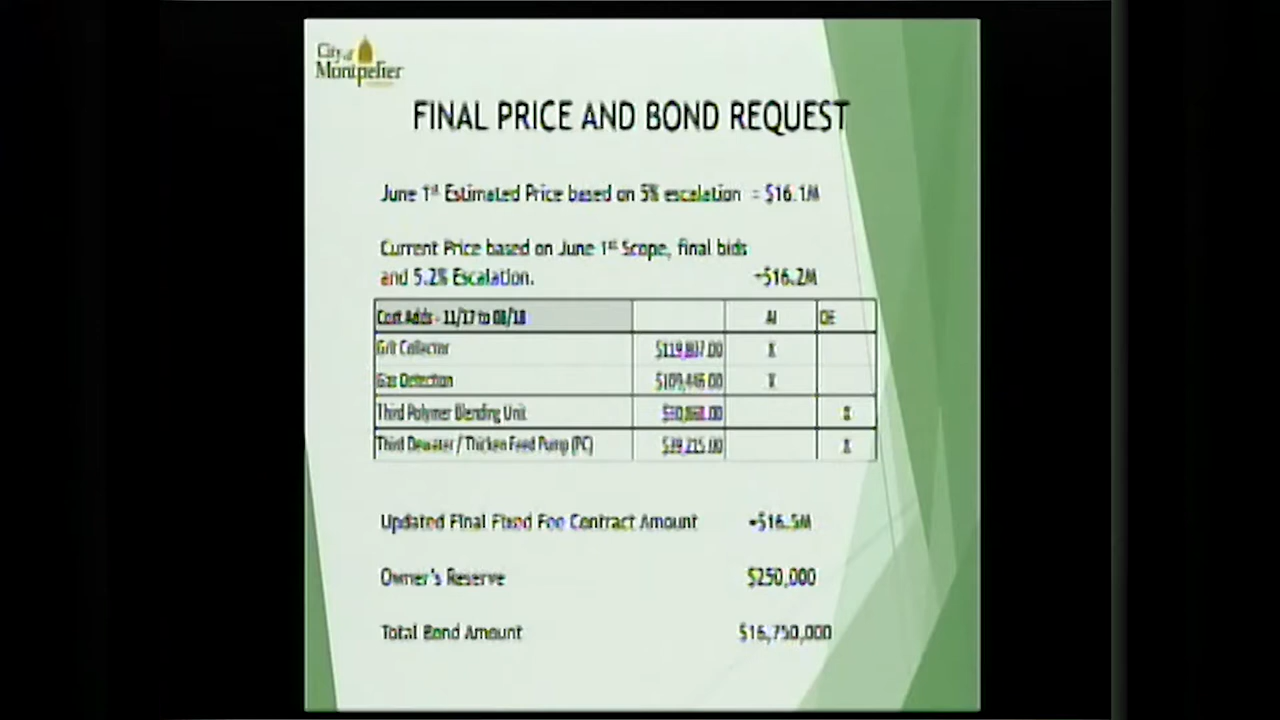 City of
Montpelier
FINAL PRICE AND BOND REQUEST
June 1st Estimated Price based on 5% escalation = $16.1M
Current Price based on June 1st Scope, final bids
and 5.2% Escalation. =$16.2M
Cost Adds - 11/17 to 08/18 AI OE
Grit Collector X
Gas Detection X
Third Polymer Blending Unit X
Third Dewater / Thicken Feed Pump (PC) $39,215.00 X
Updated Final Fixed Fee Contract Amount =$16.5M
Owner's Reserve $250,000
Total Bond Amount $16,750,000